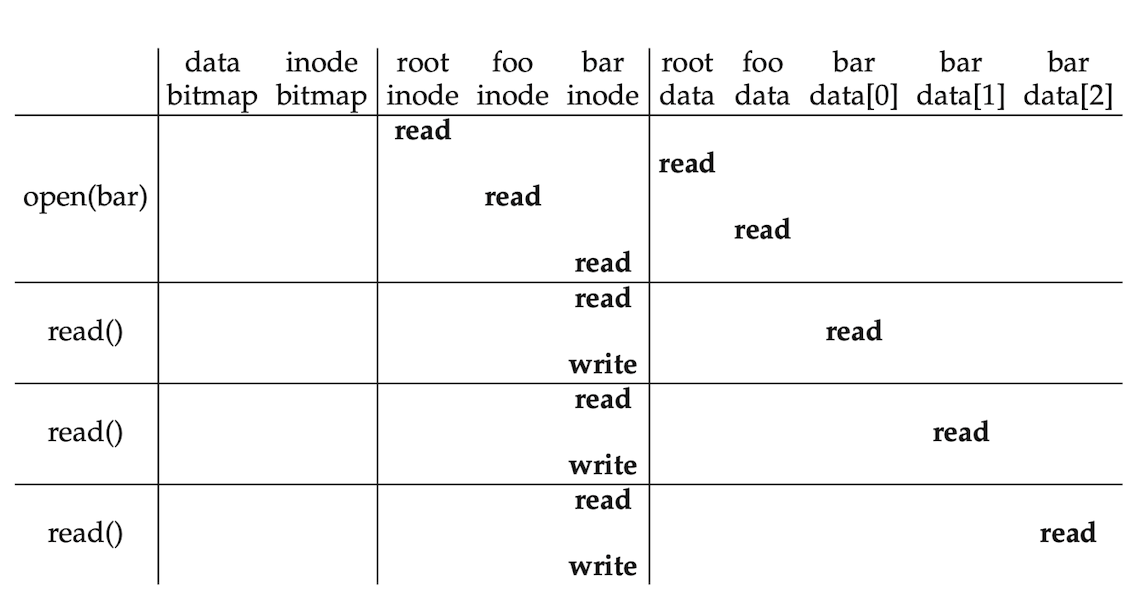 data inode root foo bar root foo bar bar bar
bitmap bitmap inode inode inode data data data[0] data[1] data[2]
read
read
open(bar) read
read
read
read
read() read
write
read
read() read
write
read
read() read
write